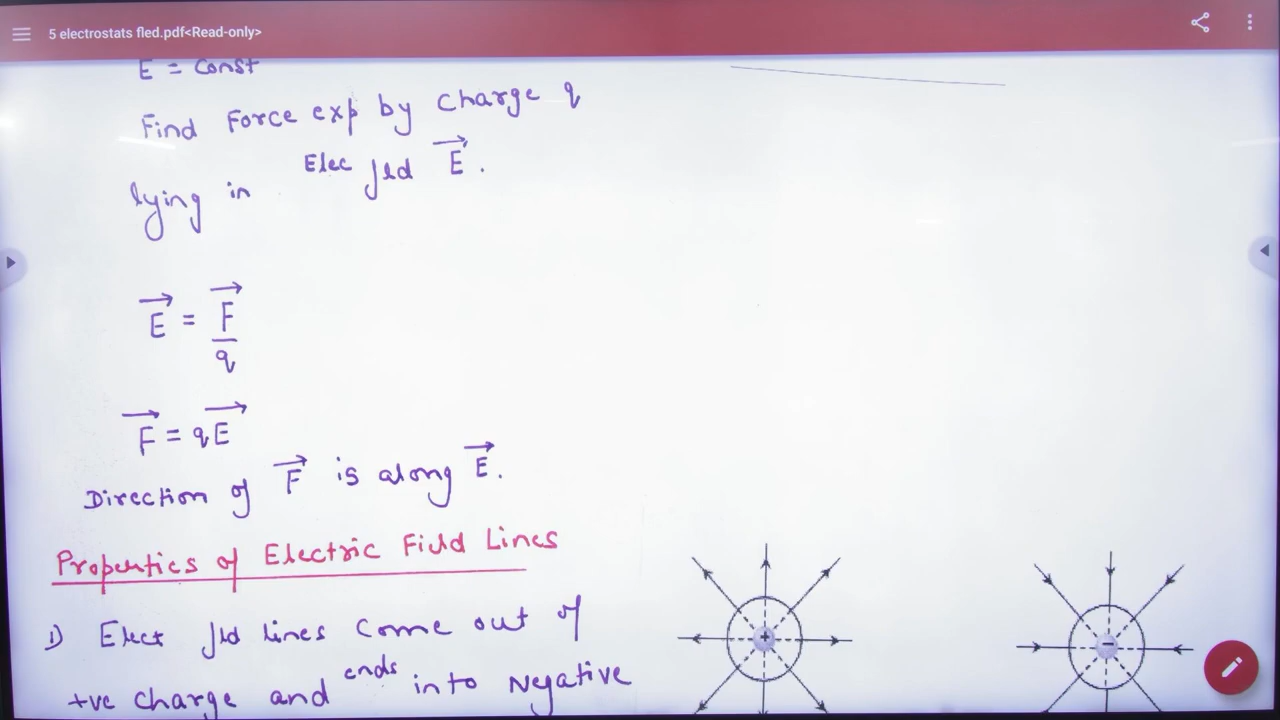 5 electrostats fled.pdf<Read-only>
E = Const
Find Force exp by charge q
lying in Elec fld E.
E = F
q
F = qE
Direction of F is along E.
Properties of Electric Field Lines
1) Elect fld lines come out of
+ve charge and ends into Negative
+
−